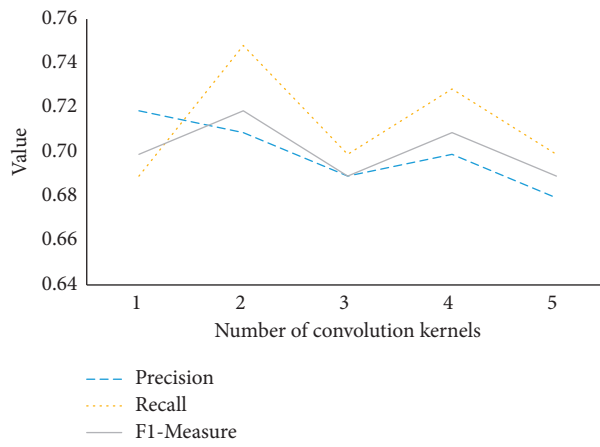 0.76
0.74
0.72
0.70
0.68
0.66
0.64
Value
1 2 3 4 5
Number of convolution kernels
Precision
Recall
F1-Measure